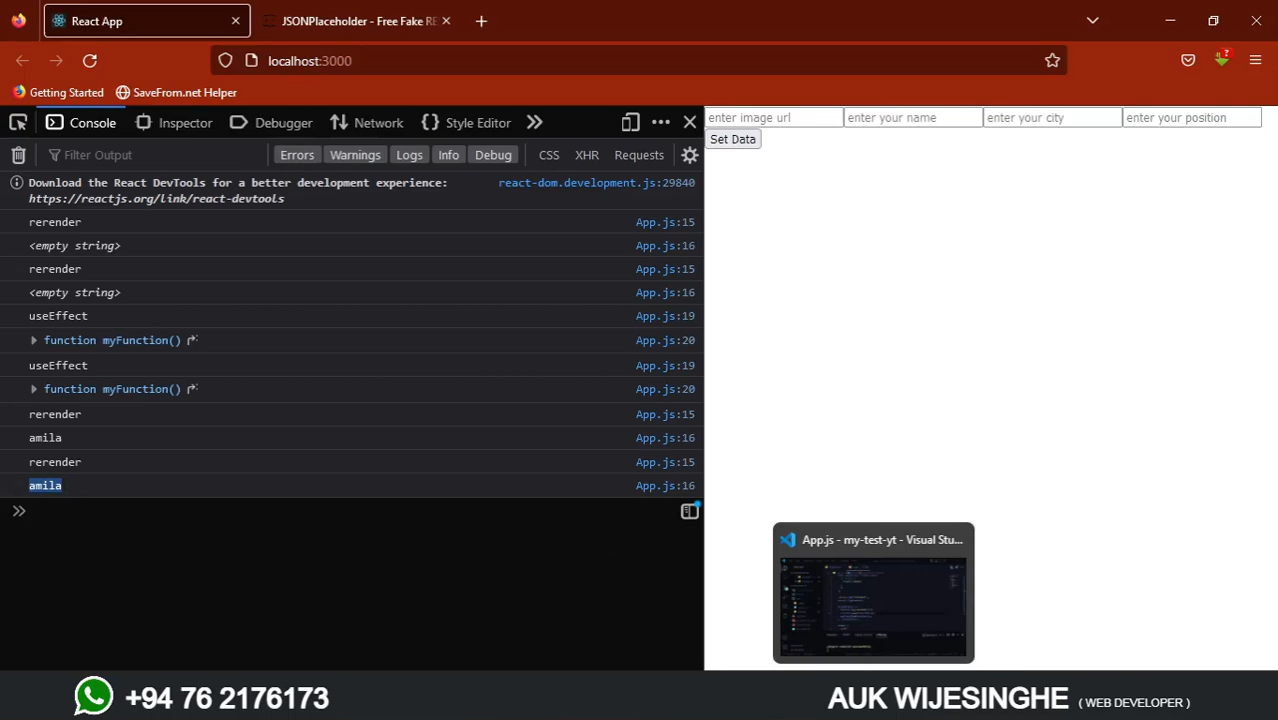 React App
JSONPlaceholder - Free Fake RE
localhost:3000
Getting Started
SaveFrom.net Helper
Console
Inspector
Debugger
Network
Style Editor
Filter Output
Errors
Warnings
Logs
Info
Debug
CSS
XHR
Requests
Download the React DevTools for a better development experience: react-dom.development.js:29840
https://reactjs.org/link/react-devtools
rerender App.js:15
<empty string> App.js:16
rerender App.js:15
<empty string> App.js:16
useEffect App.js:19
function myFunction() App.js:20
useEffect App.js:19
function myFunction() App.js:20
rerender App.js:15
amila App.js:16
rerender App.js:15
amila App.js:16
enter image url
enter your name
enter your city
enter your position
Set Data
App.js - my-test-yt - Visual Stu...
+94 76 2176173
AUK WIJESINGHE ( WEB DEVELOPER )